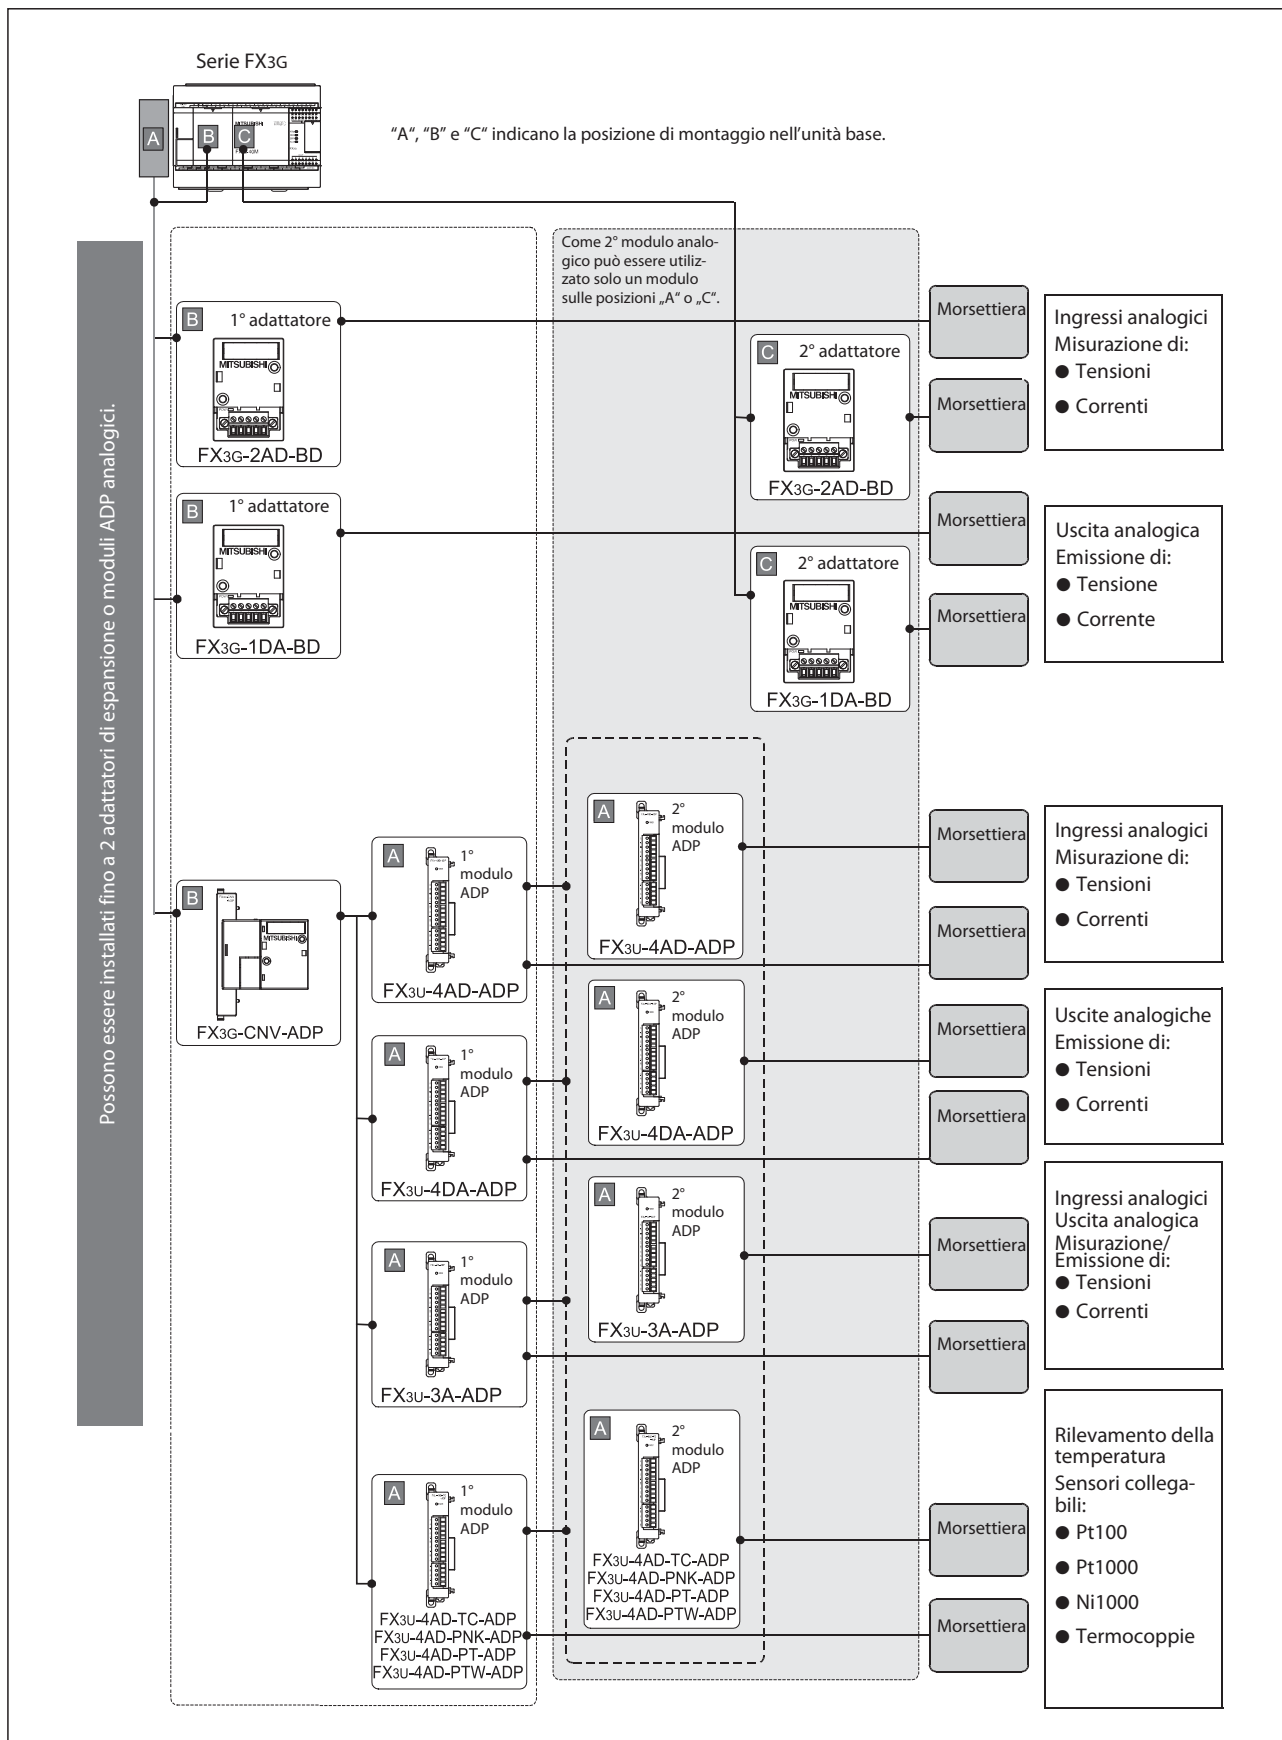 Serie FX3G
A
B
C
MITSUBISHI
“A“, “B” e “C“ indicano la posizione di montaggio nell’unità base.
Possono essere installati fino a 2 adattatori di espansione o moduli ADP analogici.
Come 2° modulo analo-
gico può essere utiliz-
zato solo un modulo
sulle posizioni „A“ o „C“.
B
1° adattatore
MITSUBISHI
FX3G-2AD-BD
C
2° adattatore
MITSUBISHI
FX3G-2AD-BD
Morsettiera
Morsettiera
Ingressi analogici
Misurazione di:
● Tensioni
● Correnti
B
1° adattatore
MITSUBISHI
FX3G-1DA-BD
C
2° adattatore
MITSUBISHI
FX3G-1DA-BD
Morsettiera
Morsettiera
Uscita analogica
Emissione di:
● Tensione
● Corrente
B
MITSUBISHI
FX3G-CNV-ADP
A
1°
modulo
ADP
FX3U-4AD-ADP
A
2°
modulo
ADP
FX3U-4AD-ADP
Morsettiera
Morsettiera
Ingressi analogici
Misurazione di:
● Tensioni
● Correnti
A
1°
modulo
ADP
FX3U-4DA-ADP
A
2°
modulo
ADP
FX3U-4DA-ADP
Morsettiera
Morsettiera
Uscite analogiche
Emissione di:
● Tensioni
● Correnti
A
1°
modulo
ADP
FX3U-3A-ADP
A
2°
modulo
ADP
FX3U-3A-ADP
Morsettiera
Morsettiera
Ingressi analogici
Uscita analogica
Misurazione/
Emissione di:
● Tensioni
● Correnti
A
1°
modulo
ADP
FX3U-4AD-TC-ADP
FX3U-4AD-PNK-ADP
FX3U-4AD-PT-ADP
FX3U-4AD-PTW-ADP
A
2°
modulo
ADP
FX3U-4AD-TC-ADP
FX3U-4AD-PNK-ADP
FX3U-4AD-PT-ADP
FX3U-4AD-PTW-ADP
Morsettiera
Morsettiera
Rilevamento della
temperatura
Sensori collega-
bili:
● Pt100
● Pt1000
● Ni1000
● Termocoppie